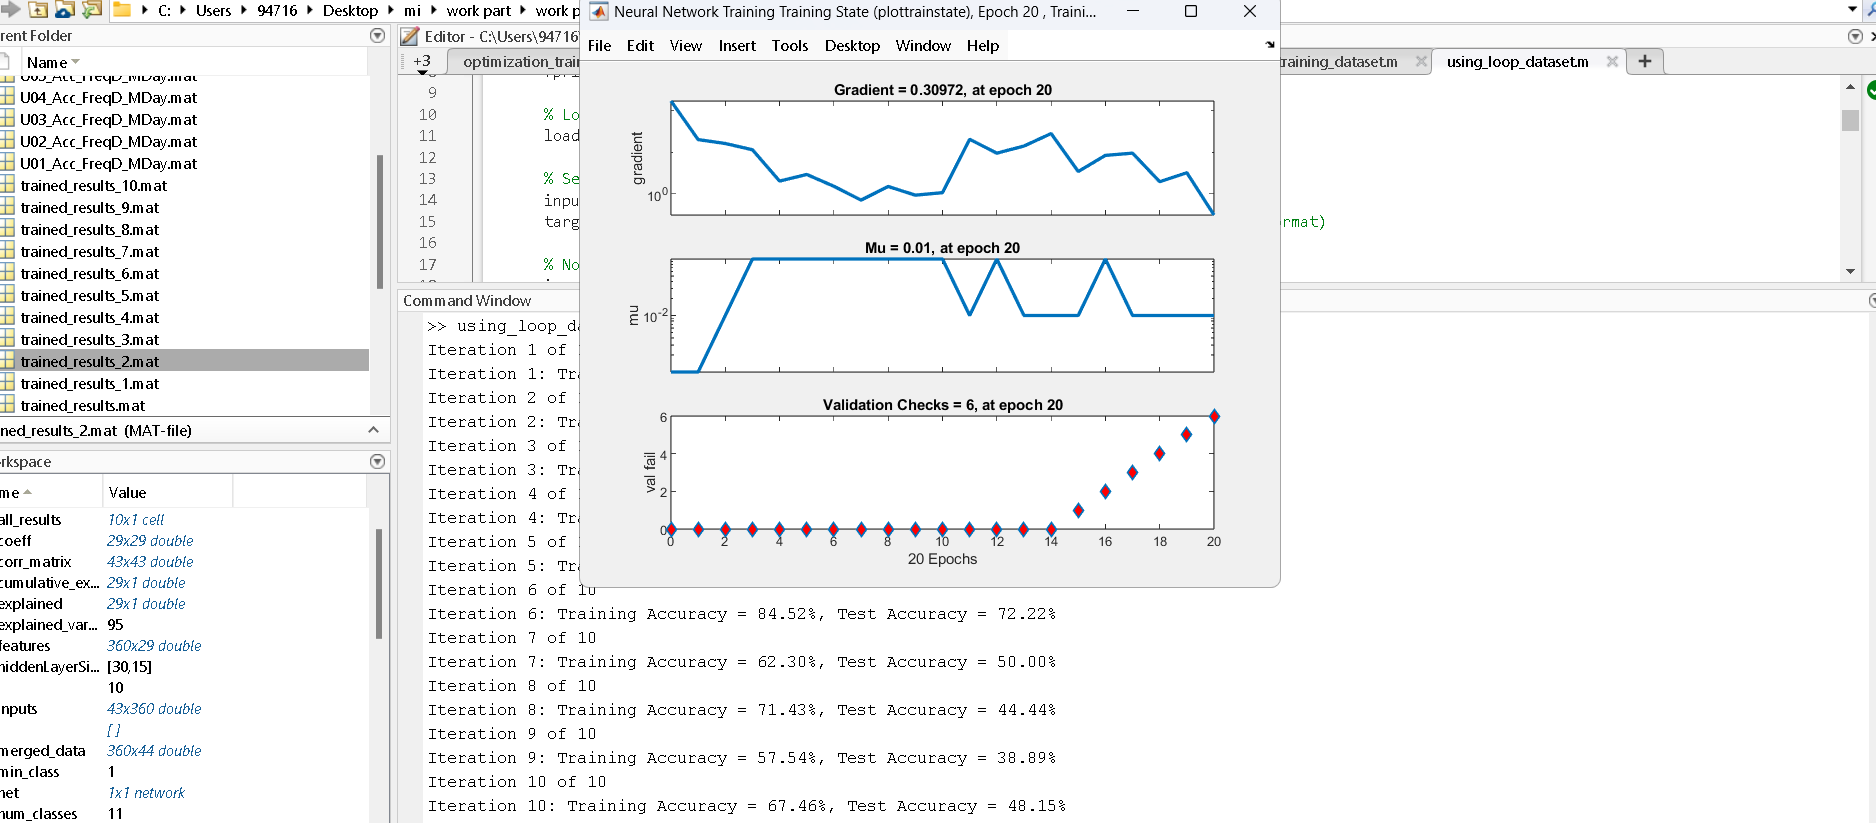 C: Users 94716 Desktop mi work part work p
rent Folder
Name
U05_Acc_FreqD_MDay.mat
U04_Acc_FreqD_MDay.mat
U03_Acc_FreqD_MDay.mat
U02_Acc_FreqD_MDay.mat
U01_Acc_FreqD_MDay.mat
trained_results_10.mat
trained_results_9.mat
trained_results_8.mat
trained_results_7.mat
trained_results_6.mat
trained_results_5.mat
trained_results_4.mat
trained_results_3.mat
trained_results_2.mat
trained_results_1.mat
trained_results.mat
ned_results_2.mat (MAT-file)
rkspace
me Value
all_results 10x1 cell
coeff 29x29 double
corr_matrix 43x43 double
cumulative_ex... 29x1 double
explained 29x1 double
explained_var... 95
features 360x29 double
hiddenLayerSi... [30,15]
10
nputs 43x360 double
[ ]
merged_data 360x44 double
min_class 1
net 1x1 network
num_classes 11
Editor - C:\Users\94716
+3 optimization_trai
training_dataset.m
using_loop_dataset.m
+
9
10 % Lo
11 load
12
13 % Se
14 inpu
15 targ rmat)
16
17 % No
Command Window
>> using_loop_da
Iteration 1 of
Iteration 1: Tra
Iteration 2 of
Iteration 2: Tra
Iteration 3 of
Iteration 3: Tra
Iteration 4 of
Iteration 4: Tra
Iteration 5 of
Iteration 5: Tra
Iteration 6 of 10
Iteration 6: Training Accuracy = 84.52%, Test Accuracy = 72.22%
Iteration 7 of 10
Iteration 7: Training Accuracy = 62.30%, Test Accuracy = 50.00%
Iteration 8 of 10
Iteration 8: Training Accuracy = 71.43%, Test Accuracy = 44.44%
Iteration 9 of 10
Iteration 9: Training Accuracy = 57.54%, Test Accuracy = 38.89%
Iteration 10 of 10
Iteration 10: Training Accuracy = 67.46%, Test Accuracy = 48.15%
Neural Network Training Training State (plottrainstate), Epoch 20 , Traini...
File Edit View Insert Tools Desktop Window Help
Gradient = 0.30972, at epoch 20
gradient
10^0
Mu = 0.01, at epoch 20
mu
10^-2
Validation Checks = 6, at epoch 20
val fail
6
4
2
0
0 2 4 6 8 10 12 14 16 18 20
20 Epochs